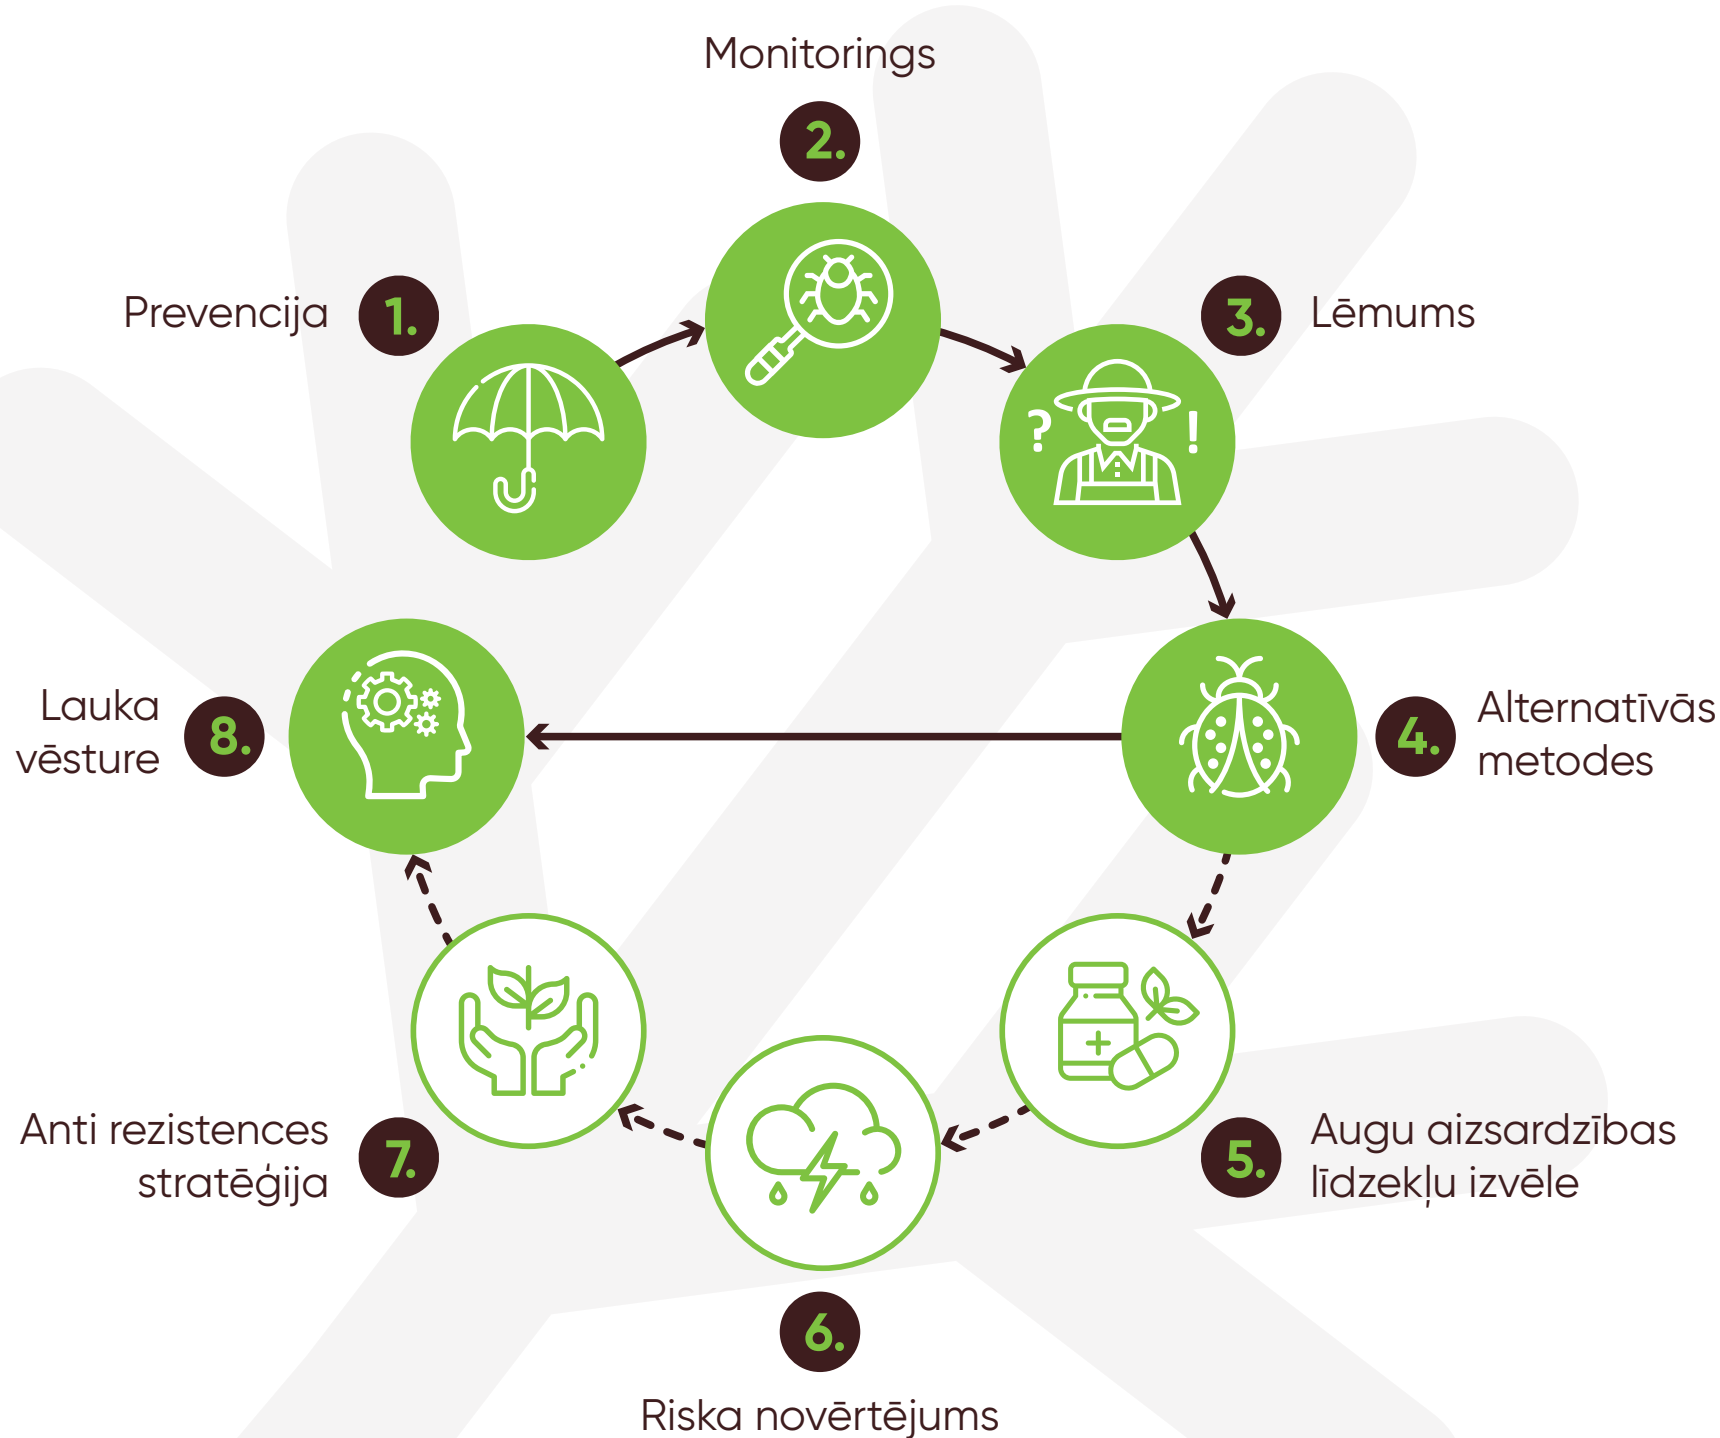 Monitorings
2.
Prevencija
1.
3.
Lēmums
?
!
Lauka
vēsture
8.
4.
Alternatīvās
metodes
Anti rezistences
stratēģija
7.
5.
Augu aizsardzības
līdzekļu izvēle
6.
Riska novērtējums